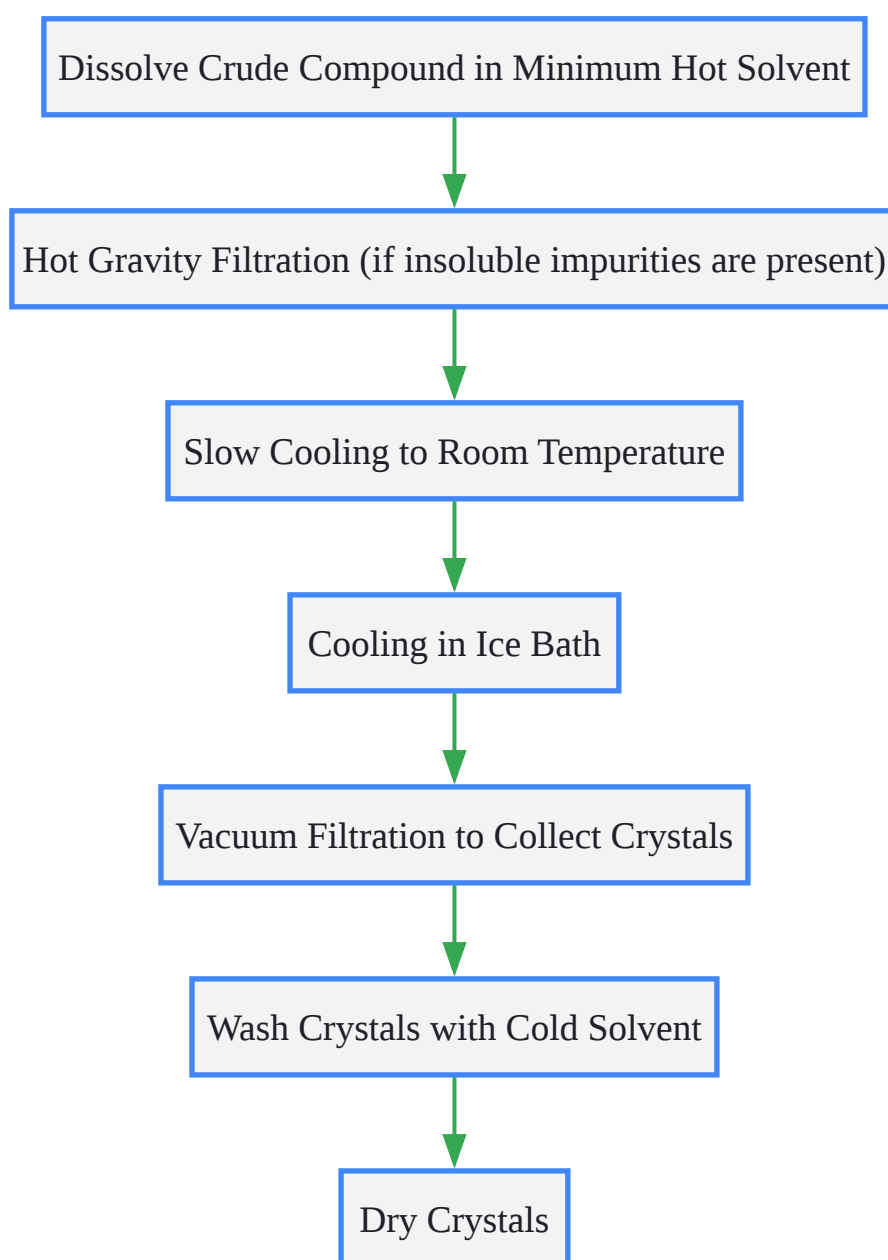 Dissolve Crude Compound in Minimum Hot Solvent
Hot Gravity Filtration (if insoluble impurities are present)
Slow Cooling to Room Temperature
Cooling in Ice Bath
Vacuum Filtration to Collect Crystals
Wash Crystals with Cold Solvent
Dry Crystals